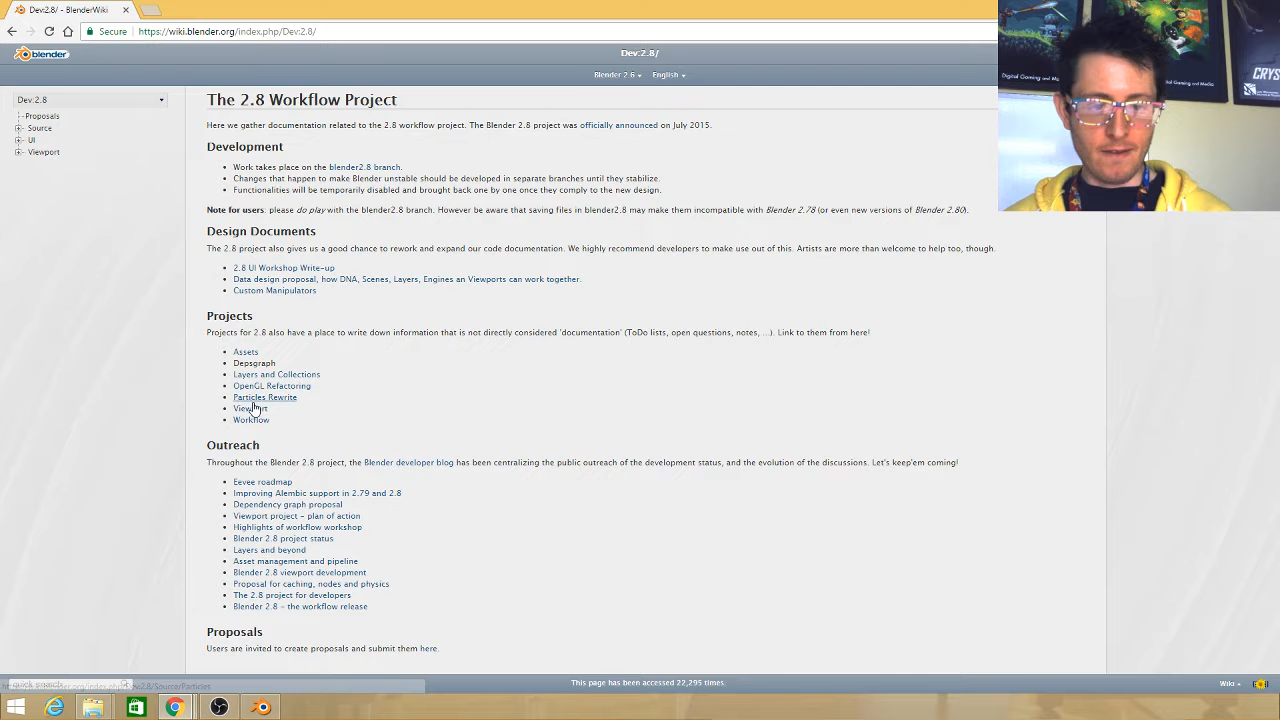 Dev:2.8/ - BlenderWiki
Secure
https://wiki.blender.org/index.php/Dev:2.8/
blender
Dev:2.8/
Blender 2.6
English
Digital Gaming and Media
Digital Gaming and Media
CRYS
Dev:2.8
Proposals
Source
UI
Viewport
The 2.8 Workflow Project
Here we gather documentation related to the 2.8 workflow project. The Blender 2.8 project was officially announced on July 2015.
Development
Work takes place on the blender2.8 branch.
Changes that happen to make Blender unstable should be developed in separate branches until they stabilize.
Functionalities will be temporarily disabled and brought back one by one once they comply to the new design.
Note for users: please do play with the blender2.8 branch. However be aware that saving files in blender2.8 may make them incompatible with Blender 2.78 (or even new versions of Blender 2.80).
Design Documents
The 2.8 project also gives us a good chance to rework and expand our code documentation. We highly recommend developers to make use out of this. Artists are more than welcome to help too, though.
2.8 UI Workshop Write-up
Data design proposal, how DNA, Scenes, Layers, Engines an Viewports can work together.
Custom Manipulators
Projects
Projects for 2.8 also have a place to write down information that is not directly considered 'documentation' (ToDo lists, open questions, notes, ...). Link to them from here!
Assets
Depsgraph
Layers and Collections
OpenGL Refactoring
Particles Rewrite
Viewport
Workflow
Outreach
Throughout the Blender 2.8 project, the Blender developer blog has been centralizing the public outreach of the development status, and the evolution of the discussions. Let's keep'em coming!
Eevee roadmap
Improving Alembic support in 2.79 and 2.8
Dependency graph proposal
Viewport project – plan of action
Highlights of workflow workshop
Blender 2.8 project status
Layers and beyond
Asset management and pipeline
Blender 2.8 viewport development
Proposal for caching, nodes and physics
The 2.8 project for developers
Blender 2.8 – the workflow release
Proposals
Users are invited to create proposals and submit them here.
This page has been accessed 22,295 times.
Wiki